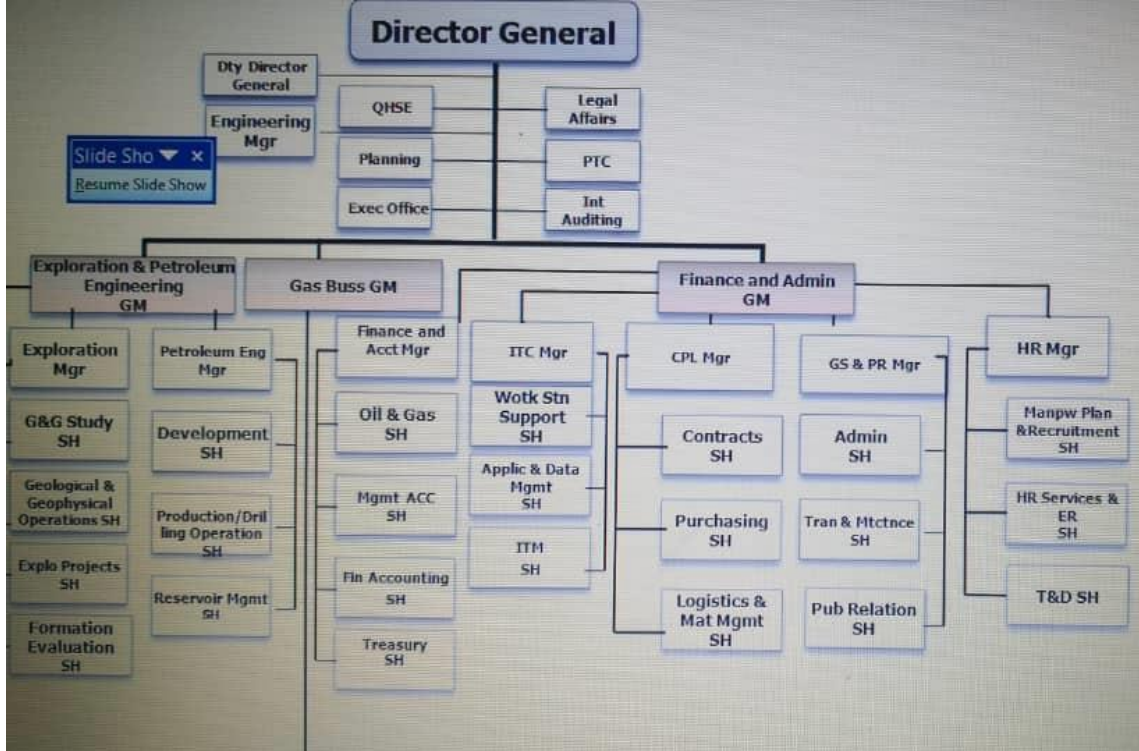 Director General
Dty Director
General
Engineering
Mgr
QHSE
Legal
Affairs
Planning
PTC
Exec Office
Int
Auditing
Slide Sho
Resume Slide Show
Exploration & Petroleum
Engineering
GM
Gas Buss GM
Finance and Admin
GM
Exploration
Mgr
G&G Study
SH
Geological &
Geophysical
Operations SH
Explo Projects
SH
Formation
Evaluation
SH
Petroleum Eng
Mgr
Development
SH
Production/Dril
ling Operation
SH
Reservoir Mgmt
SH
Finance and
Acct Mgr
Oil & Gas
SH
Mgmt ACC
SH
Fin Accounting
SH
Treasury
SH
ITC Mgr
Wotk Stn
Support
SH
Applic & Data
Mgmt
SH
ITM
SH
CPL Mgr
Contracts
SH
Purchasing
SH
Logistics &
Mat Mgmt
SH
GS & PR Mgr
Admin
SH
Tran & Mtctnce
SH
Pub Relation
SH
HR Mgr
Manpw Plan
&Recruitment
SH
HR Services &
ER
SH
T&D SH